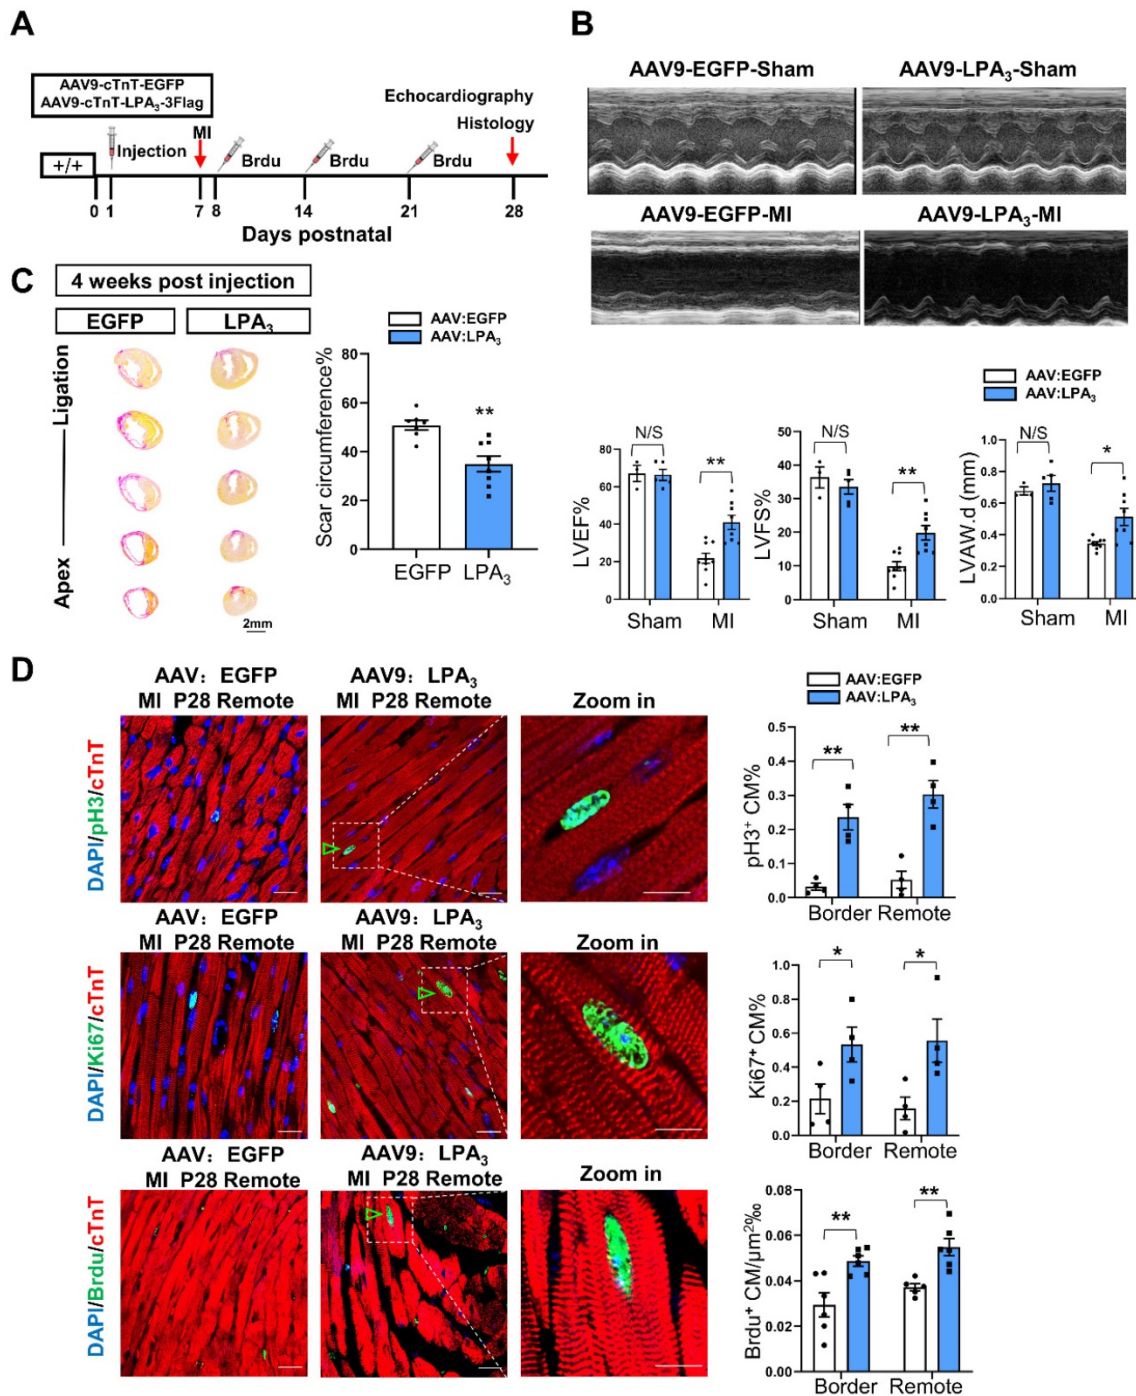 A
AAV9-cTnT-EGFP
AAV9-cTnT-LPA₃-3Flag
Echocardiography
Histology
MI
Injection
Brdu
Brdu
Brdu
+/+
0 1 7 8 14 21 28
Days postnatal
B
AAV9-EGFP-Sham
AAV9-LPA₃-Sham
AAV9-EGFP-MI
AAV9-LPA₃-MI
AAV:EGFP
AAV:LPA₃
N/S
**
LVEF%
80
60
40
20
0
Sham MI
N/S
**
LVFS%
50
40
30
20
10
0
Sham MI
N/S
*
LVAW.d (mm)
1.0
0.8
0.6
0.4
0.2
0.0
Sham MI
C
4 weeks post injection
EGFP
LPA₃
Ligation
Apex
2mm
AAV:EGFP
AAV:LPA₃
Scar circumference%
80
60
40
20
0
**
EGFP LPA₃
D
AAV: EGFP
MI P28 Remote
AAV9: LPA₃
MI P28 Remote
Zoom in
DAPI/pH3/cTnT
AAV:EGFP
AAV:LPA₃
pH3⁺ CM%
0.5
0.4
0.3
0.2
0.1
0.0
**
**
Border Remote
AAV: EGFP
MI P28 Remote
AAV9: LPA₃
MI P28 Remote
Zoom in
DAPI/Ki67/cTnT
Ki67⁺ CM%
1.0
0.8
0.6
0.4
0.2
0.0
*
*
Border Remote
AAV: EGFP
MI P28 Remote
AAV9: LPA₃
MI P28 Remote
Zoom in
DAPI/Brdu/cTnT
Brdu⁺ CM/μm²‰
0.08
0.06
0.04
0.02
0.00
**
**
Border Remote